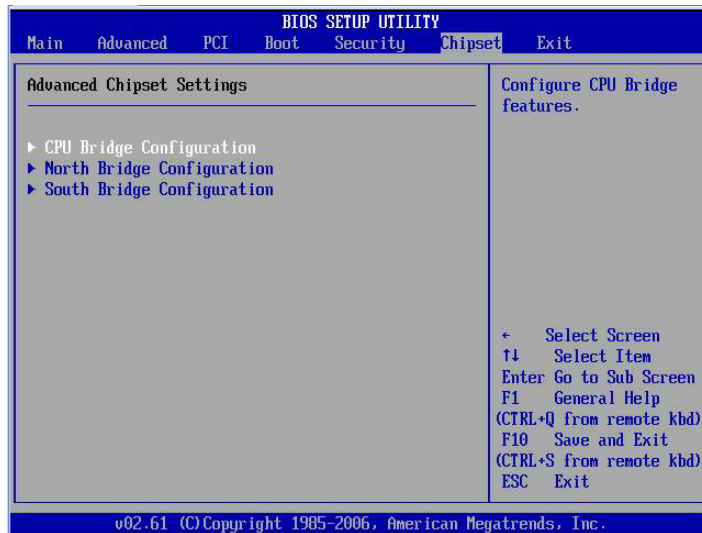 BIOS SETUP UTILITY
Main Advanced PCI Boot Security Chipset Exit
Advanced Chipset Settings
▶ CPU Bridge Configuration
▶ North Bridge Configuration
▶ South Bridge Configuration
Configure CPU Bridge
features.
← Select Screen
↑↓ Select Item
Enter Go to Sub Screen
F1 General Help
(CTRL+Q from remote kbd)
F10 Save and Exit
(CTRL+S from remote kbd)
ESC Exit
v02.61 (C)Copyright 1985-2006, American Megatrends, Inc.